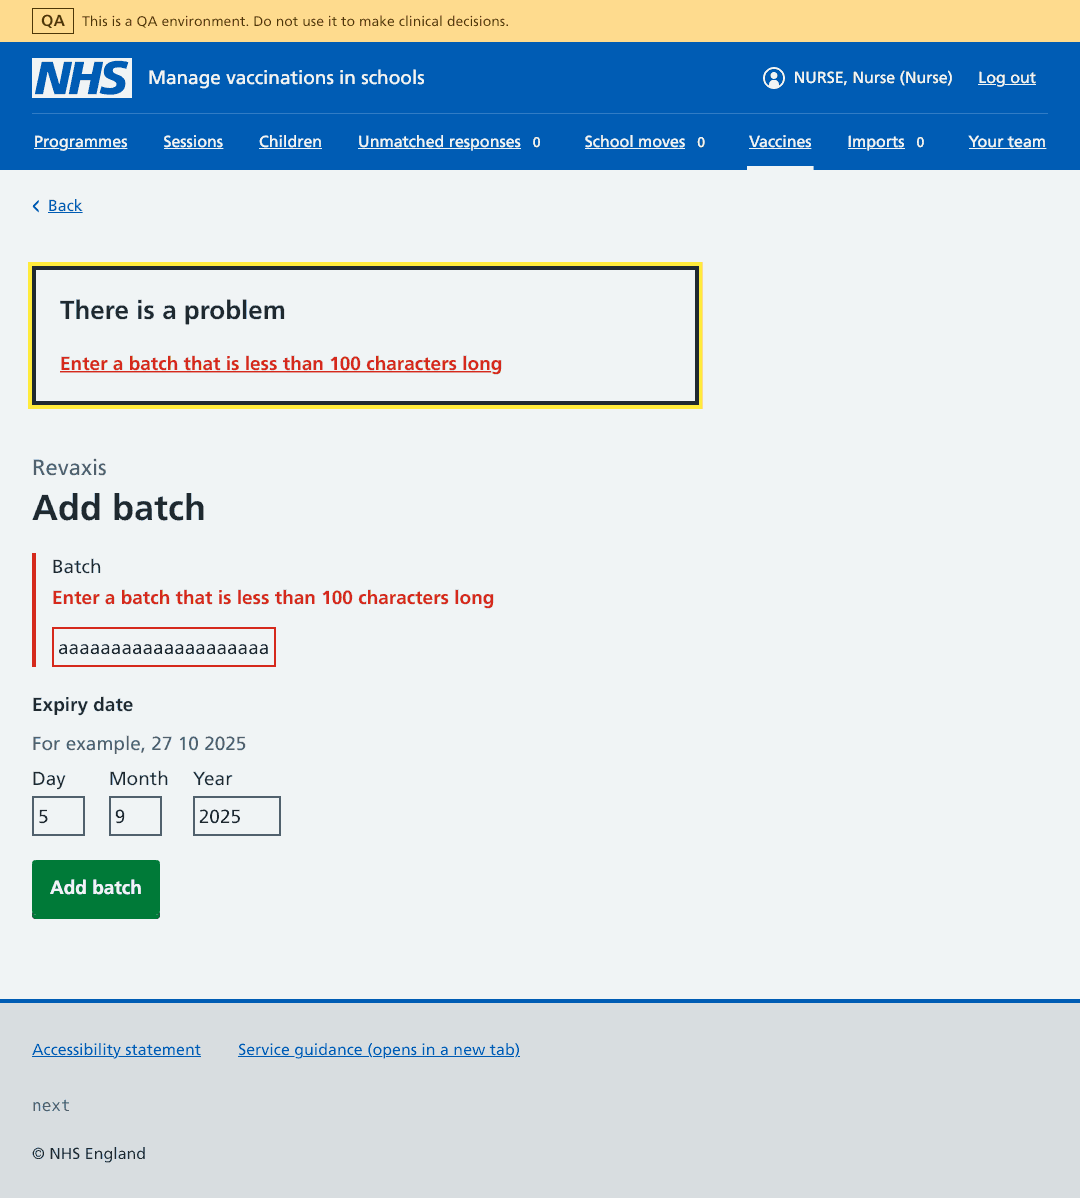 QA This is a QA environment. Do not use it to make clinical decisions.
NHS Manage vaccinations in schools NURSE, Nurse (Nurse) Log out
Programmes Sessions Children Unmatched responses 0 School moves 0 Vaccines Imports 0 Your team
Back
There is a problem
Enter a batch that is less than 100 characters long
Revaxis
Add batch
Batch
Enter a batch that is less than 100 characters long
aaaaaaaaaaaaaaaaaaaa
Expiry date
For example, 27 10 2025
Day Month Year
5 9 2025
Add batch
Accessibility statement Service guidance (opens in a new tab)
next
© NHS England